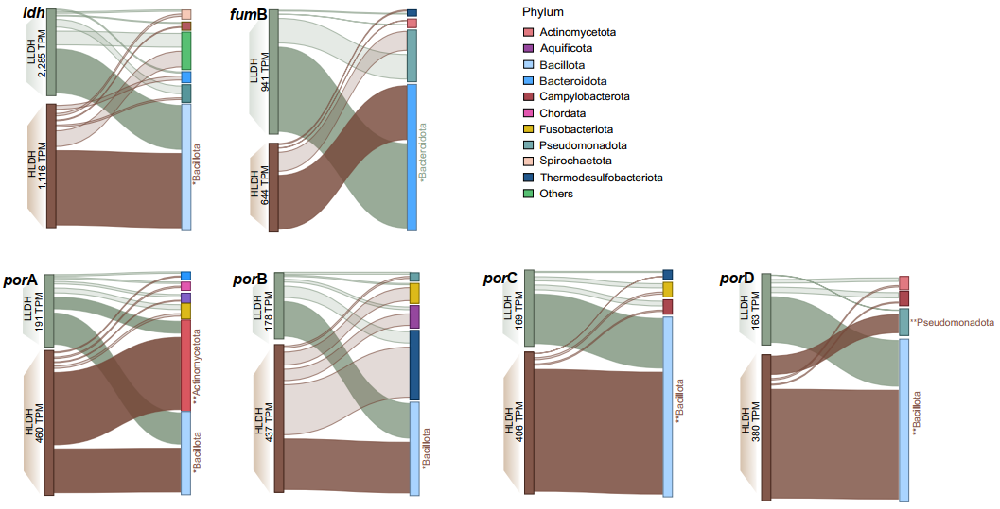 ldh
LLDH
2,285 TPM
HLDH
1,116 TPM
*Bacillota
fumB
LLDH
941 TPM
HLDH
644 TPM
*Bacteroidota
Phylum
Actinomycetota
Aquificota
Bacillota
Bacteroidota
Campylobacterota
Chordata
Fusobacteriota
Pseudomonadota
Spirochaetota
Thermodesulfobacteriota
Others
porA
LLDH
191 TPM
HLDH
460 TPM
**Actinomycetota
*Bacillota
porB
LLDH
178 TPM
HLDH
437 TPM
*Bacillota
porC
LLDH
169 TPM
HLDH
406 TPM
**Bacillota
porD
LLDH
163 TPM
HLDH
380 TPM
**Pseudomonadota
**Bacillota